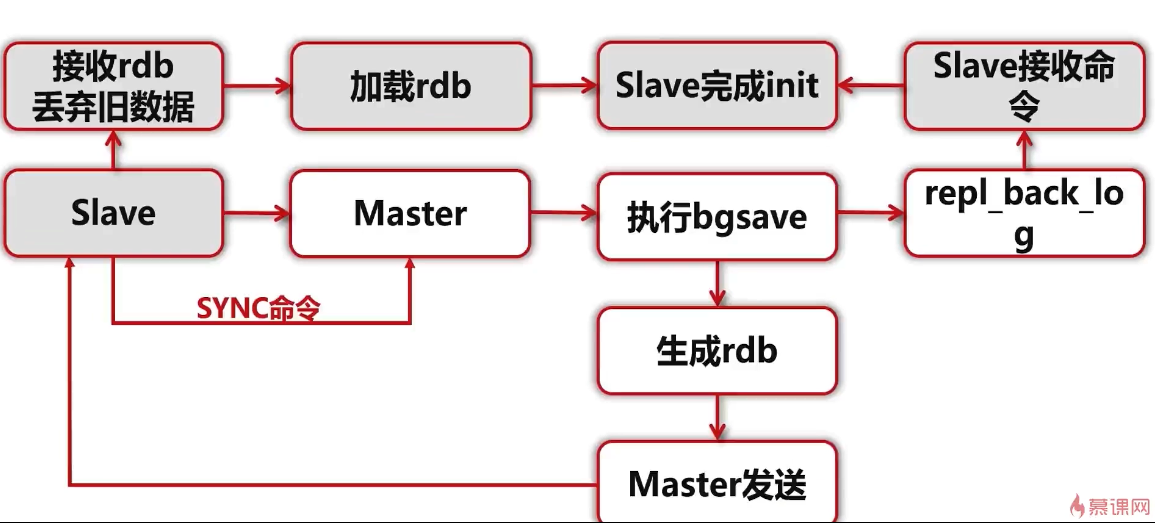 接收rdb
丢弃旧数据
加载rdb
Slave完成init
Slave接收命
令
Slave
Master
执行bgsave
repl_back_lo
g
SYNC命令
生成rdb
Master发送
慕课网